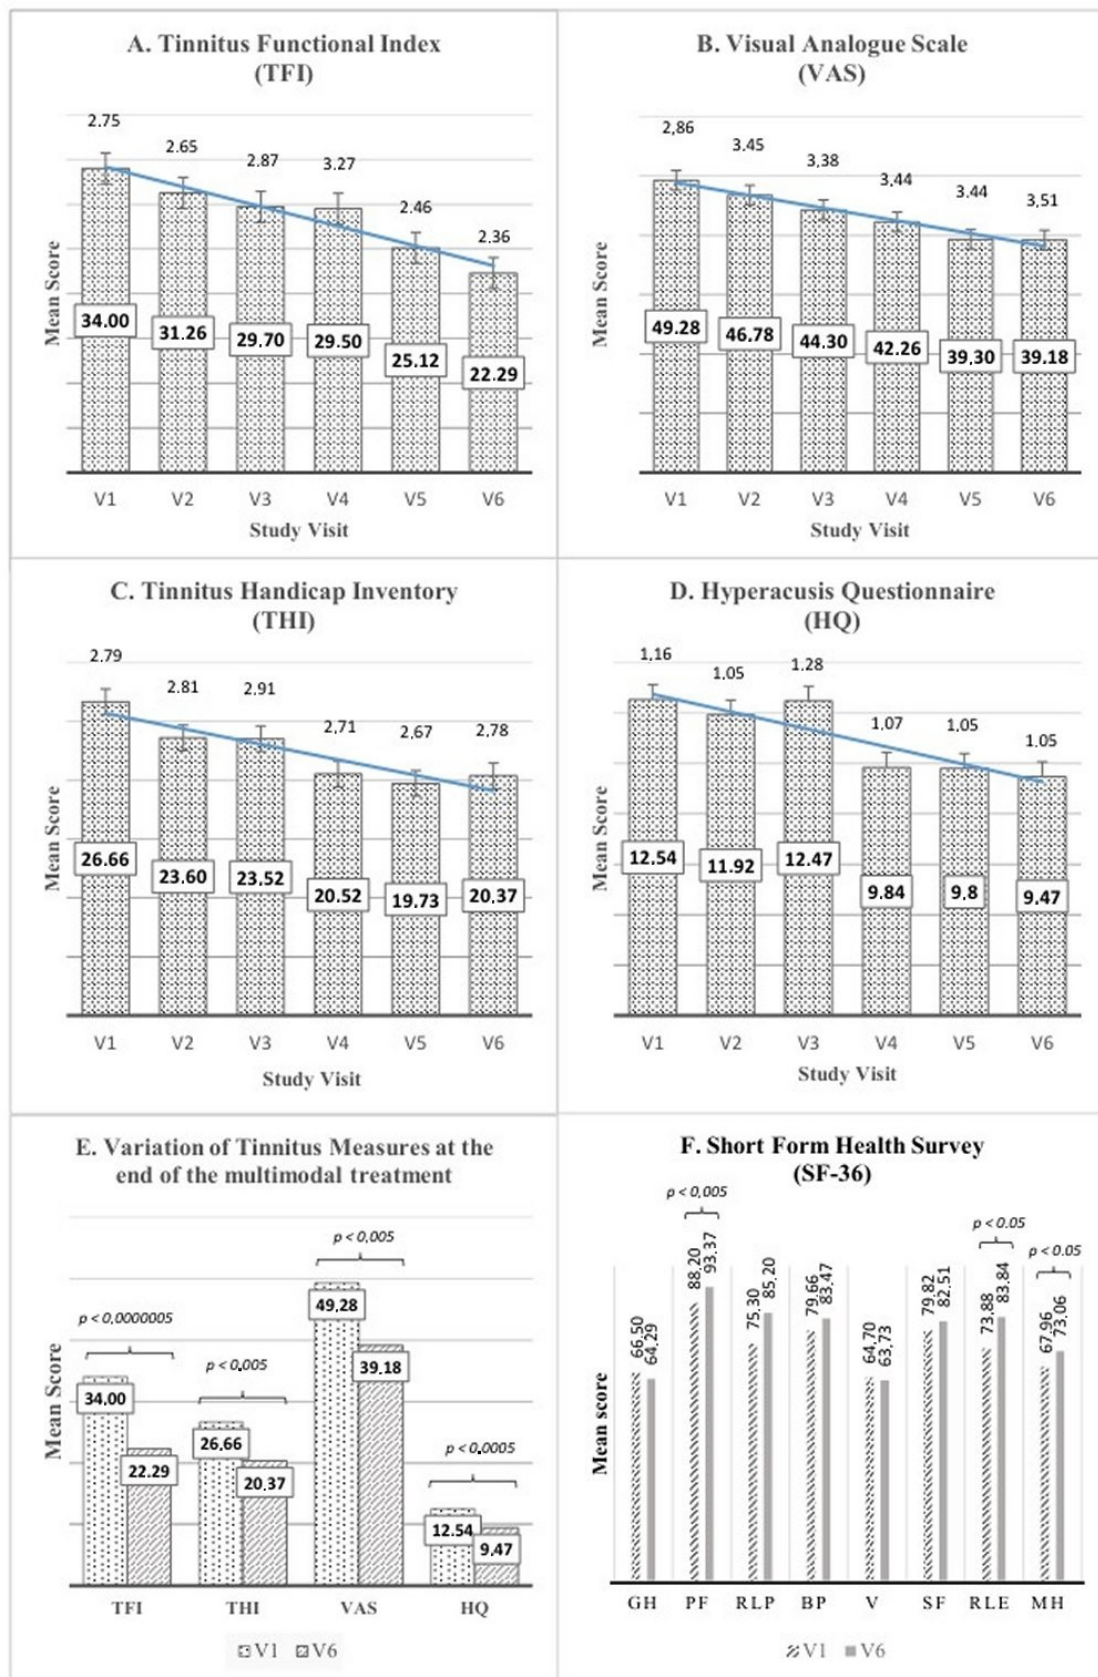 A. Tinnitus Functional Index
(TFI)
2.75
2.65
2.87
3.27
2.46
2.36
Mean Score
34.00
31.26
29.70
29.50
25.12
22.29
V1 V2 V3 V4 V5 V6
Study Visit
B. Visual Analogue Scale
(VAS)
2,86
3.45
3,38
3,44
3.44
3,51
Mean Score
49.28
46.78
44.30
42.26
39.30
39.18
V1 V2 V3 V4 V5 V6
Study Visit
C. Tinnitus Handicap Inventory
(THI)
2.79
2.81
2.91
2,71
2,67
2,78
Mean Score
26.66
23.60
23.52
20.52
19.73
20.37
V1 V2 V3 V4 V5 V6
Study Visit
D. Hyperacusis Questionnaire
(HQ)
1,16
1.05
1.28
1,07
1,05
1.05
Mean Score
12.54
11.92
12.47
9.84
9.8
9.47
V1 V2 V3 V4 V5 V6
Study Visit
E. Variation of Tinnitus Measures at the
end of the multimodal treatment
p < 0,0000005
p < 0,005
p < 0,005
p < 0.0005
Mean Score
34.00
22.29
26.66
20.37
49.28
39.18
12.54
9.47
TFI THI VAS HQ
V1 V6
F. Short Form Health Survey
(SF-36)
p < 0,005
p < 0.05
p < 0.05
Mean score
66,50
64,29
88.20
93.37
75.30
85.20
79.66
83.47
64,70
63,73
79,82
82,51
73.88
83.84
67.96
73.06
GH PF RLP BP V SF RLE MH
V1 V6